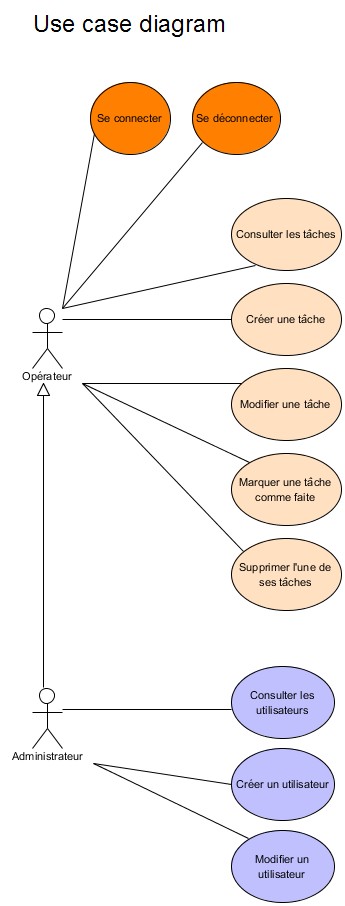 Use case diagram
Se connecter
Se déconnecter
Consulter les tâches
Créer une tâche
Opérateur
Modifier une tâche
Marquer une tâche
comme faite
Supprimer l'une de
ses tâches
Consulter les
utilisateurs
Administrateur
Créer un utilisateur
Modifier un
utilisateur